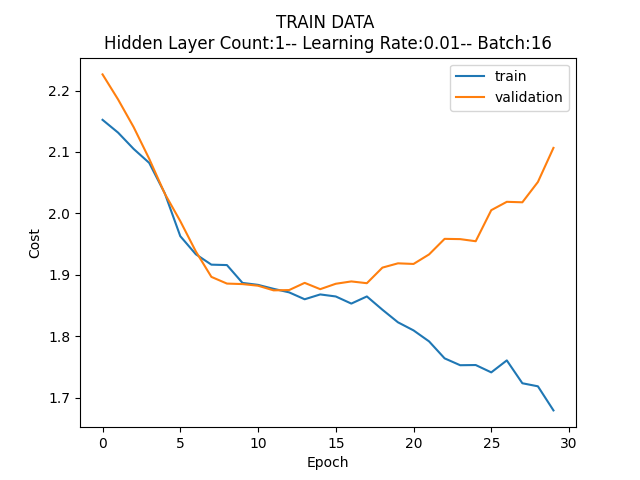 TRAIN DATA
Hidden Layer Count:1-- Learning Rate:0.01-- Batch:16
train
validation
2.2
2.1
2.0
1.9
1.8
1.7
Cost
0 5 10 15 20 25 30
Epoch